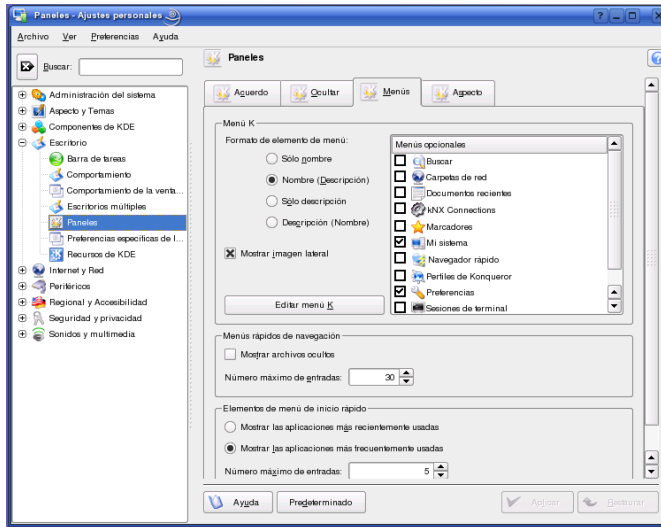 Paneles - Ajustes personales
Archivo Ver Preferencias Ayuda
Buscar:
Administración del sistema
Aspecto y Temas
Componentes de KDE
Escritorio
Barra de tareas
Comportamiento
Comportamiento de la venta...
Escritorios múltiples
Paneles
Preferencias específicas de l...
Recursos de KDE
Internet y Red
Periféricos
Regional y Accesibilidad
Seguridad y privacidad
Sonidos y multimedia
Paneles
Acuerdo Ocultar Menús Aspecto
Menú K
Formato de elemento de menú:
Sólo nombre
Nombre (Descripción)
Sólo descripción
Descripción (Nombre)
Mostrar imagen lateral
Editar menú K
Menús opcionales
Buscar
Carpetas de red
Documentos recientes
kNX Connections
Marcadores
Mi sistema
Navegador rápido
Perfiles de Konqueror
Preferencias
Sesiones de terminal
Menús rápidos de navegación
Mostrar archivos ocultos
Número máximo de entradas: 30
Elementos de menú de inicio rápido
Mostrar las aplicaciones más recientemente usadas
Mostrar las aplicaciones más frecuentemente usadas
Número máximo de entradas: 5
Ayuda Predeterminado Aplicar Restaurar